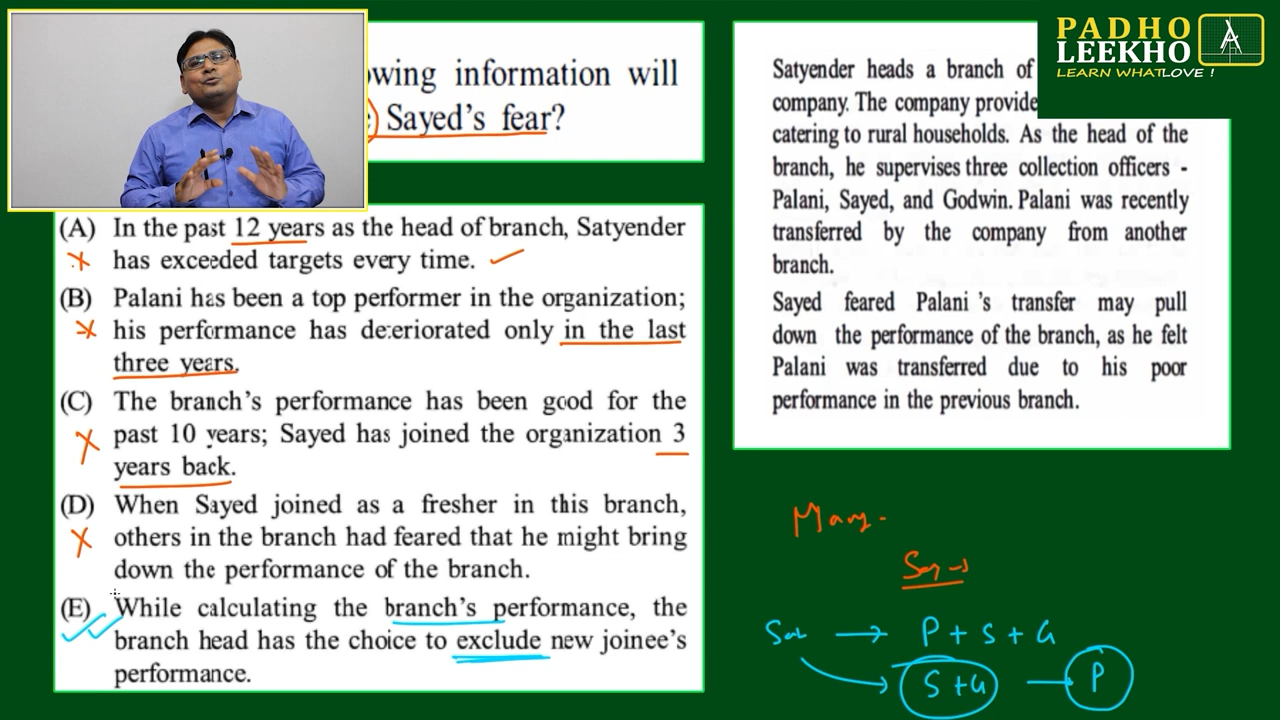 owing information will
Sayed's fear?
(A) In the past 12 years as the head of branch, Satyender
has exceeded targets every time.
(B) Palani has been a top performer in the organization;
his performance has deteriorated only in the last
three years.
(C) The branch's performance has been good for the
past 10 years; Sayed has joined the organization 3
years back.
(D) When Sayed joined as a fresher in this branch,
others in the branch had feared that he might bring
down the performance of the branch.
(E) While calculating the branch's performance, the
branch head has the choice to exclude new joinee's
performance.
PADHO
LEEKHO
LEARN WHAT LOVE !
Satyender heads a branch of
company. The company provide
catering to rural households. As the head of the
branch, he supervises three collection officers -
Palani, Sayed, and Godwin. Palani was recently
transferred by the company from another
branch.
Sayed feared Palani 's transfer may pull
down the performance of the branch, as he felt
Palani was transferred due to his poor
performance in the previous branch.
P + S + G
S + G
P